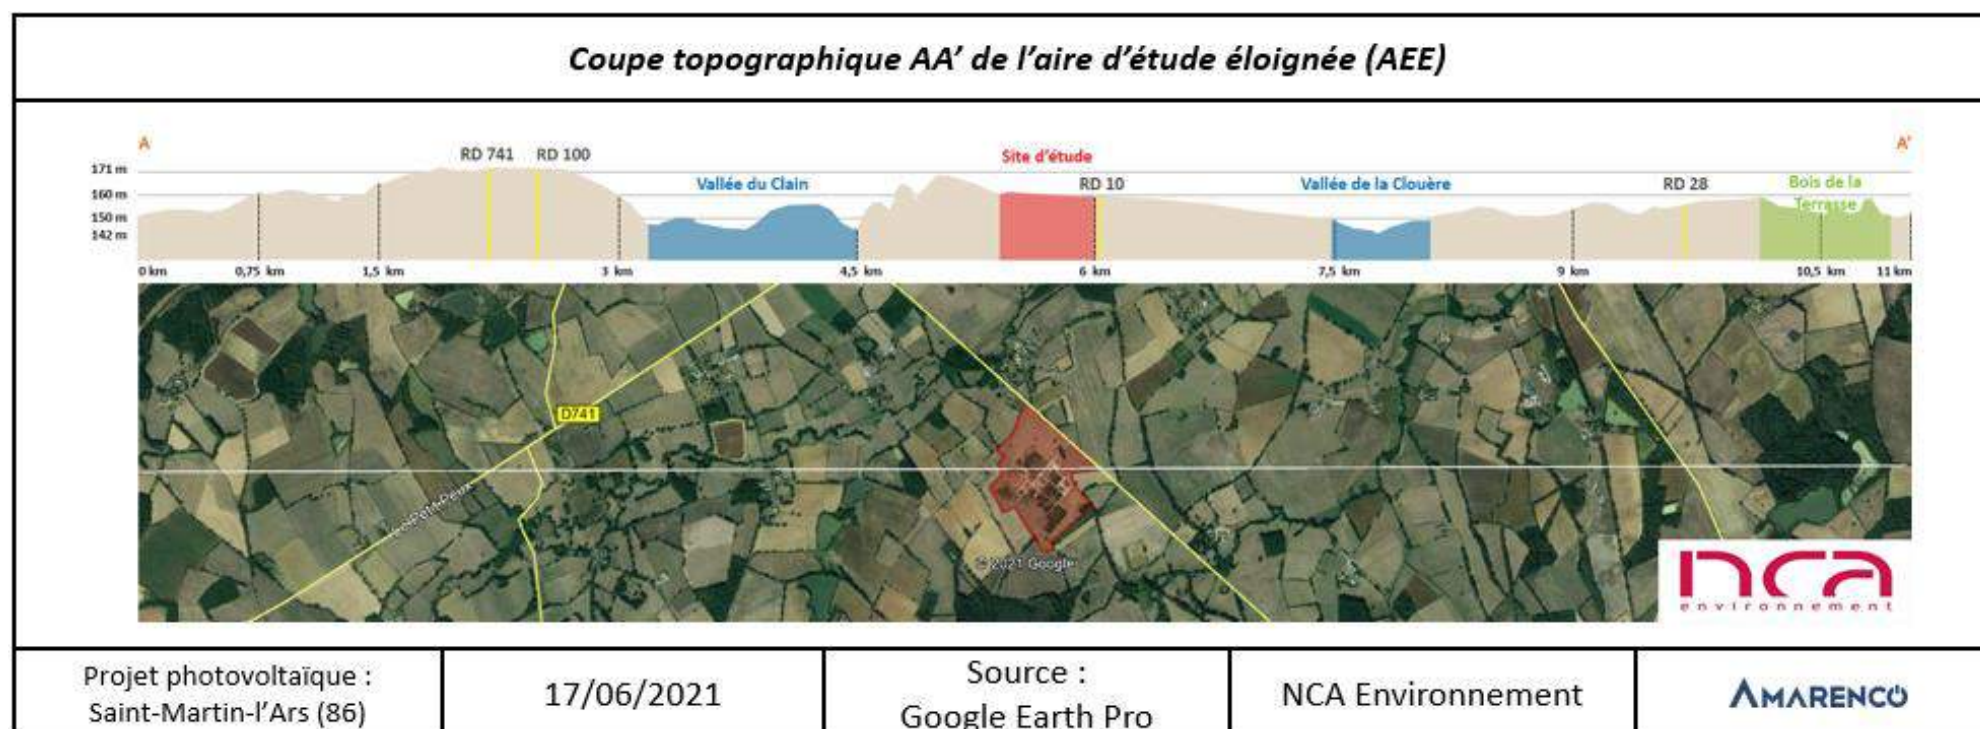 Coupe topographique AA’ de l’aire d’étude éloignée (AEE)
A
A'
RD 741
RD 100
Site d'étude
171 m
Vallée du Clain
RD 10
Vallée de la Clouère
RD 28
Bois de la
Terrasse
160 m
150 m
142 m
0 km
0,75 km
1,5 km
3 km
4,5 km
6 km
7,5 km
9 km
10,5 km
11 km
D741
© 2021 Google
nca
environnement
Projet photovoltaïque :
Saint-Martin-l’Ars (86)
17/06/2021
Source :
Google Earth Pro
NCA Environnement
AMARENCO